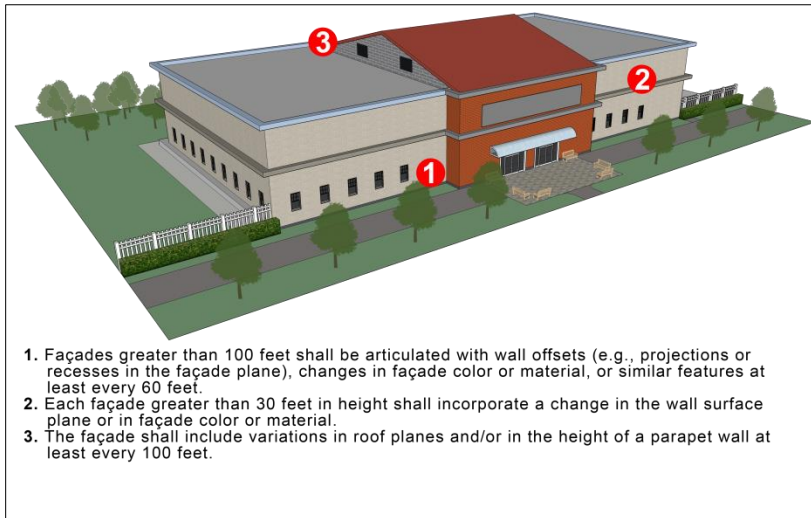 3
2
1
1. Façades greater than 100 feet shall be articulated with wall offsets (e.g., projections or
recesses in the façade plane), changes in façade color or material, or similar features at
least every 60 feet.
2. Each façade greater than 30 feet in height shall incorporate a change in the wall surface
plane or in façade color or material.
3. The façade shall include variations in roof planes and/or in the height of a parapet wall at
least every 100 feet.